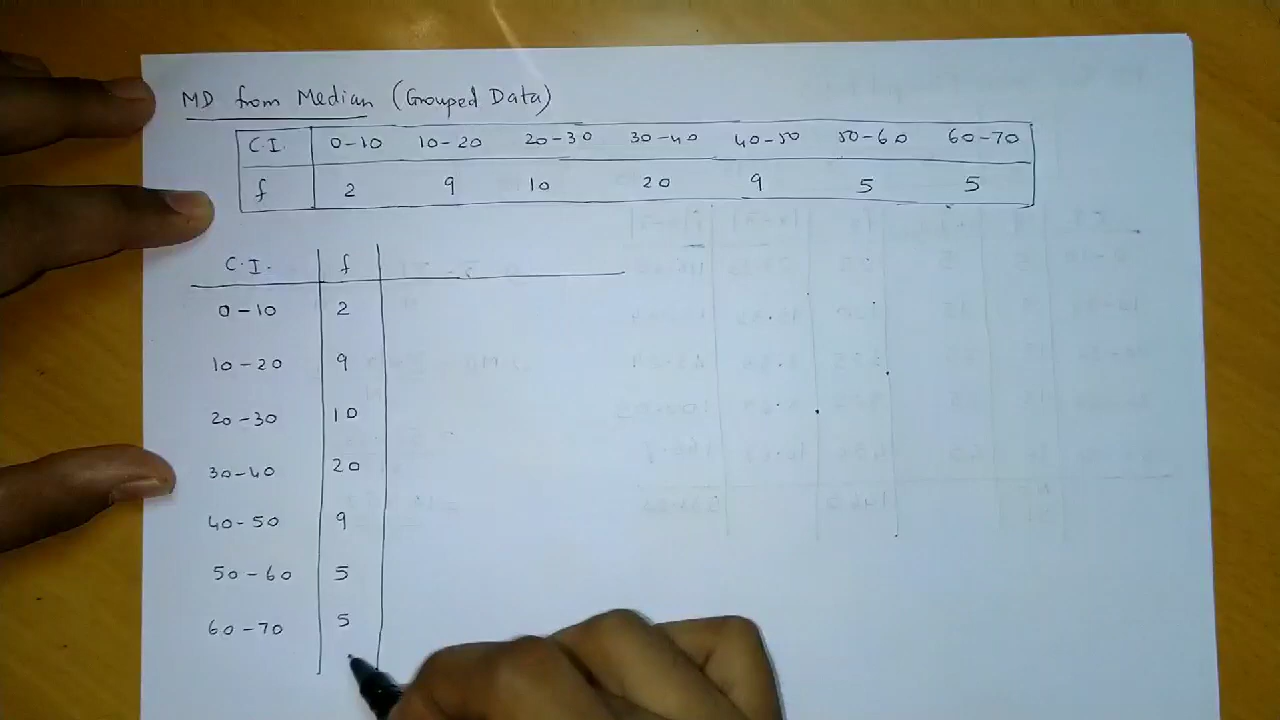 MD from Median (Grouped Data)
C.I. 0-10 10-20 20-30 30-40 40-50 50-60 60-70
f 2 9 10 20 9 5 5
C.I. f
0-10 2
10-20 9
20-30 10
30-40 20
40-50 9
50-60 5
60-70 5